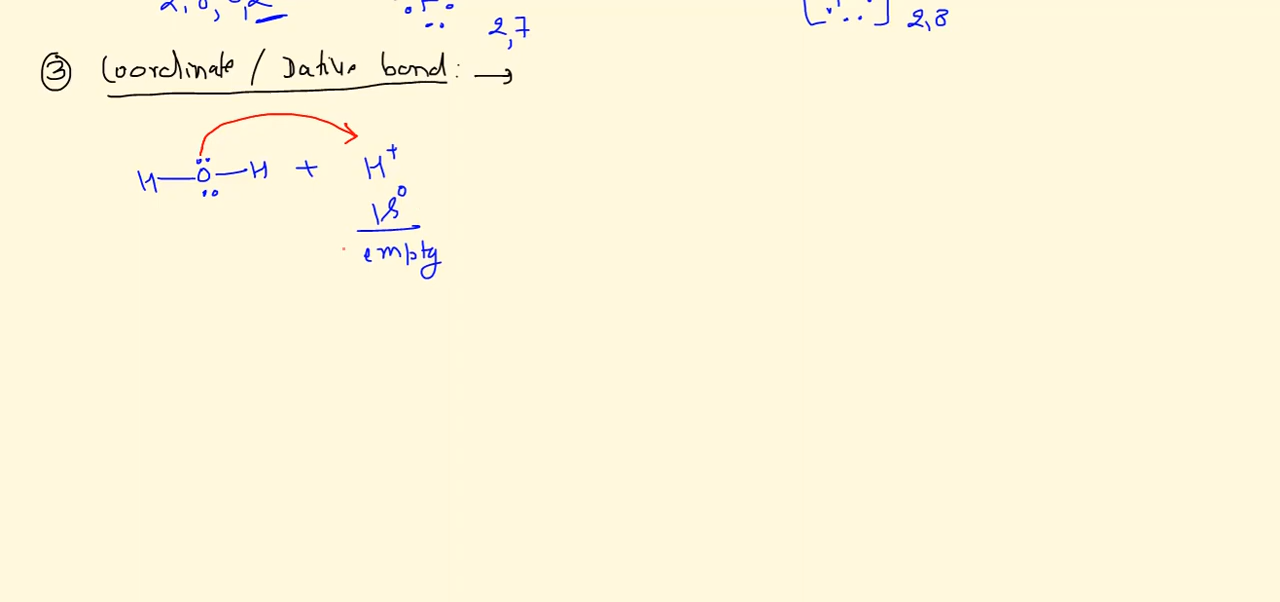 2,7
2,8
③ Coordinate / Dative bond: →
H—Ö—H + H⁺
1s⁰
empty